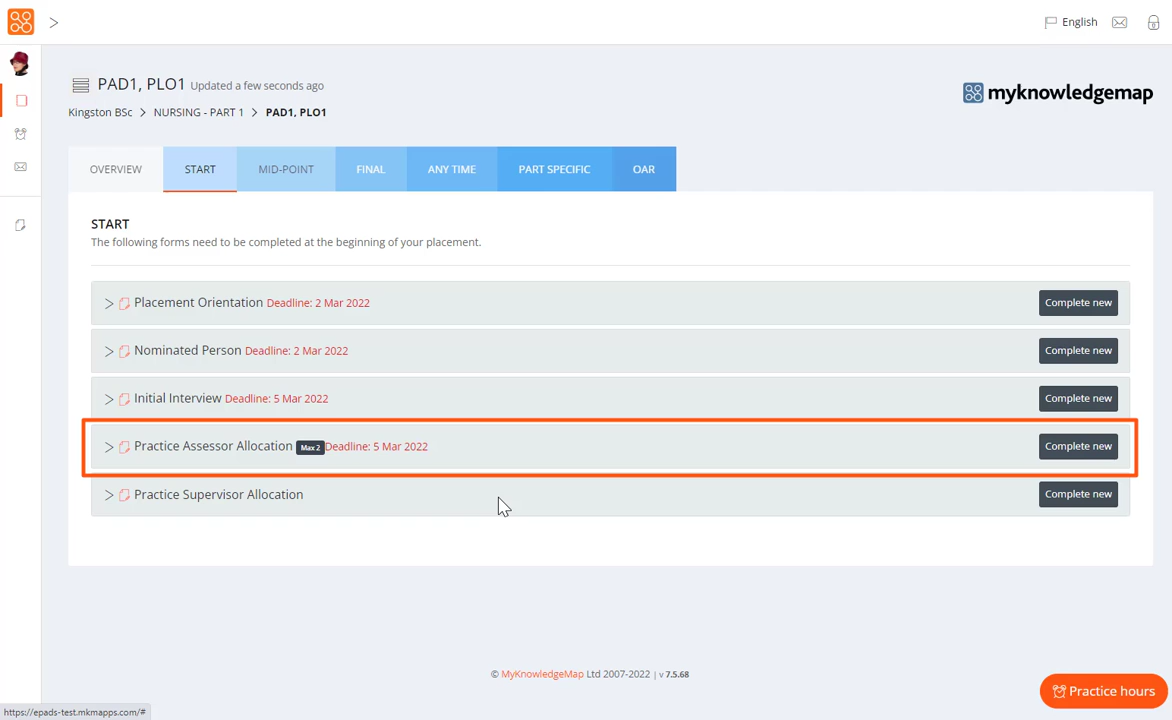 English
PAD1, PLO1 Updated a few seconds ago
myknowledgemap
Kingston BSc > NURSING - PART 1 > PAD1, PLO1
OVERVIEW START MID-POINT FINAL ANY TIME PART SPECIFIC OAR
START
The following forms need to be completed at the beginning of your placement.
Placement Orientation Deadline: 2 Mar 2022 Complete new
Nominated Person Deadline: 2 Mar 2022 Complete new
Initial Interview Deadline: 5 Mar 2022 Complete new
Practice Assessor Allocation Max 2 Deadline: 5 Mar 2022 Complete new
Practice Supervisor Allocation Complete new
© MyKnowledgeMap Ltd 2007-2022 | v 7.5.68
Practice hours
https://epads-test.mkmapps.com/#